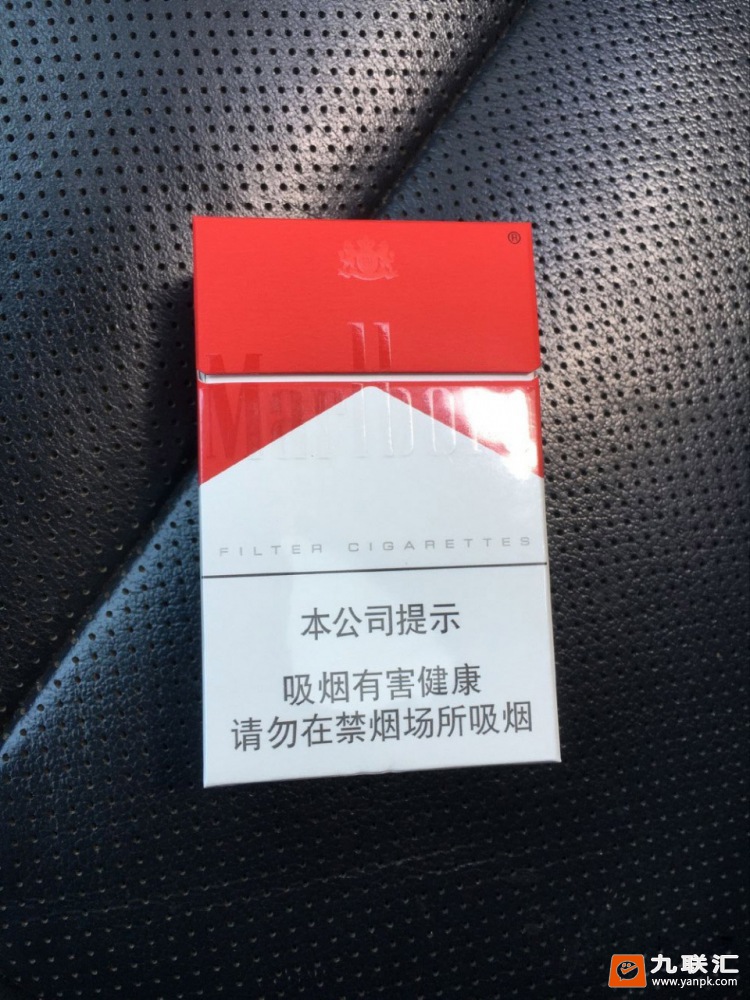 ®
Marlboro
FILTER CIGARETTES
本公司提示
吸烟有害健康
请勿在禁烟场所吸烟
九联汇
www.yanpk.com